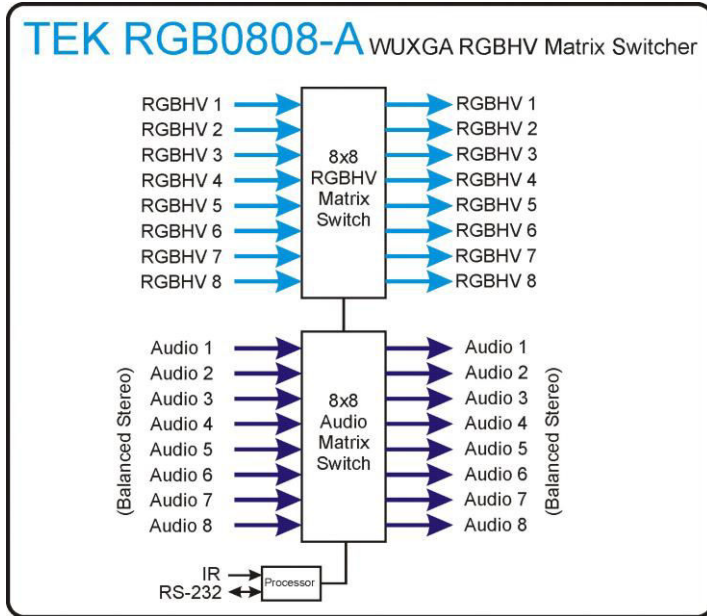 TEK RGB0808-A WUXGA RGBHV Matrix Switcher
RGBHV 1
RGBHV 2
RGBHV 3
RGBHV 4
RGBHV 5
RGBHV 6
RGBHV 7
RGBHV 8
8x8
RGBHV
Matrix
Switch
RGBHV 1
RGBHV 2
RGBHV 3
RGBHV 4
RGBHV 5
RGBHV 6
RGBHV 7
RGBHV 8
(Balanced Stereo)
Audio 1
Audio 2
Audio 3
Audio 4
Audio 5
Audio 6
Audio 7
Audio 8
8x8
Audio
Matrix
Switch
Audio 1
Audio 2
Audio 3
Audio 4
Audio 5
Audio 6
Audio 7
Audio 8
(Balanced Stereo)
IR
RS-232
Processor